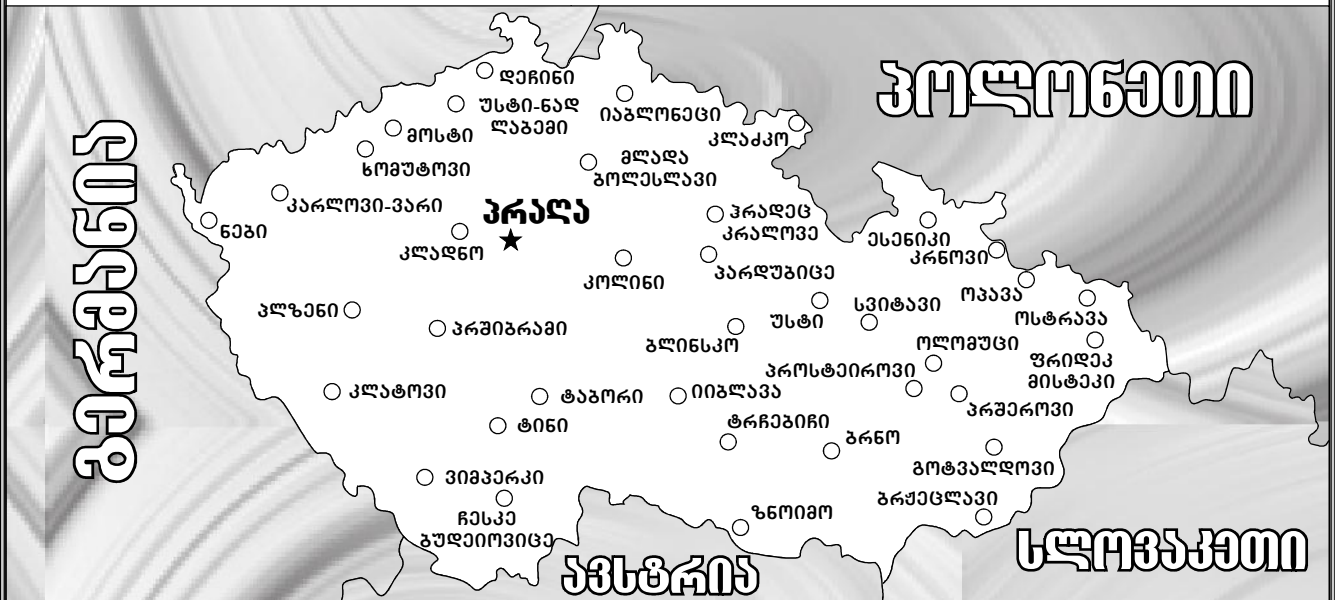 პოლონეთი
გერმანია
დეჩინი
უსტი-ნად
ლაბემი
იაბლონეცი
კლაძკო
მოსტი
ხომუტოვი
მლადა
ბოლესლავი
კარლოვი-ვარი
პრაღა
ჰრადეც
კრალოვე
ნები
კლადნო
ესენიკი
კრნოვი
კოლინი
პარდუბიცე
ოპავა
პლზენი
სვიტავი
ოსტრავა
პრშიბრამი
უსტი
ბლინსკო
ოლომუცი
ფრიდეკ
მისტეკი
პროსტეიროვი
კლატოვი
ტაბორი
იიბლავა
პრშეროვი
ტინი
ტრჩებიჩი
ბრნო
გოტვალდოვი
ვიმპერკი
ბრჟეცლავი
ჩესკე
ბუდეიოვიცე
ზნოიმო
სლოვაკეთი
ავსტრია